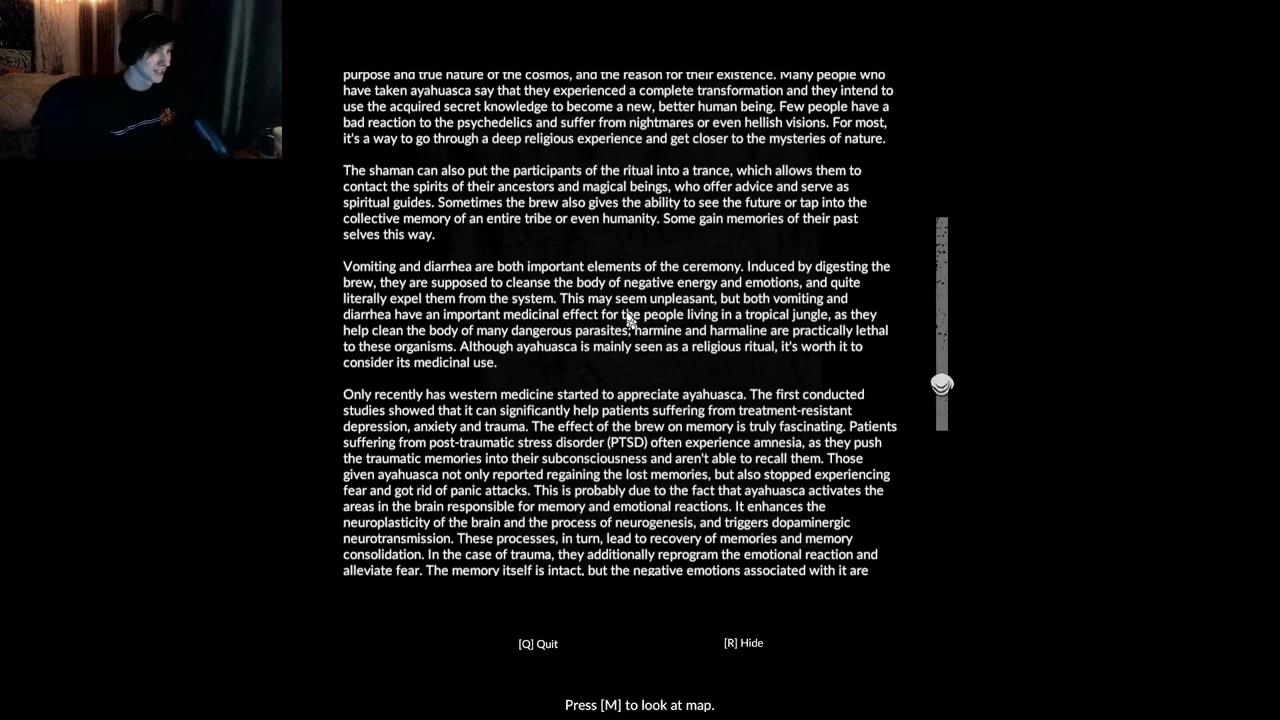 purpose and true nature of the cosmos, and the reason for their existence. Many people who
have taken ayahuasca say that they experienced a complete transformation and they intend to
use the acquired secret knowledge to become a new, better human being. Few people have a
bad reaction to the psychedelics and suffer from nightmares or even hellish visions. For most,
it's a way to go through a deep religious experience and get closer to the mysteries of nature.
The shaman can also put the participants of the ritual into a trance, which allows them to
contact the spirits of their ancestors and magical beings, who offer advice and serve as
spiritual guides. Sometimes the brew also gives the ability to see the future or tap into the
collective memory of an entire tribe or even humanity. Some gain memories of their past
selves this way.
Vomiting and diarrhea are both important elements of the ceremony. Induced by digesting the
brew, they are supposed to cleanse the body of negative energy and emotions, and quite
literally expel them from the system. This may seem unpleasant, but both vomiting and
diarrhea have an important medicinal effect for the people living in a tropical jungle, as they
help clean the body of many dangerous parasites; harmine and harmaline are practically lethal
to these organisms. Although ayahuasca is mainly seen as a religious ritual, it's worth it to
consider its medicinal use.
Only recently has western medicine started to appreciate ayahuasca. The first conducted
studies showed that it can significantly help patients suffering from treatment-resistant
depression, anxiety and trauma. The effect of the brew on memory is truly fascinating. Patients
suffering from post-traumatic stress disorder (PTSD) often experience amnesia, as they push
the traumatic memories into their subconsciousness and aren't able to recall them. Those
given ayahuasca not only reported regaining the lost memories, but also stopped experiencing
fear and got rid of panic attacks. This is probably due to the fact that ayahuasca activates the
areas in the brain responsible for memory and emotional reactions. It enhances the
neuroplasticity of the brain and the process of neurogenesis, and triggers dopaminergic
neurotransmission. These processes, in turn, lead to recovery of memories and memory
consolidation. In the case of trauma, they additionally reprogram the emotional reaction and
alleviate fear. The memory itself is intact, but the negative emotions associated with it are
[Q] Quit
[R] Hide
Press [M] to look at map.